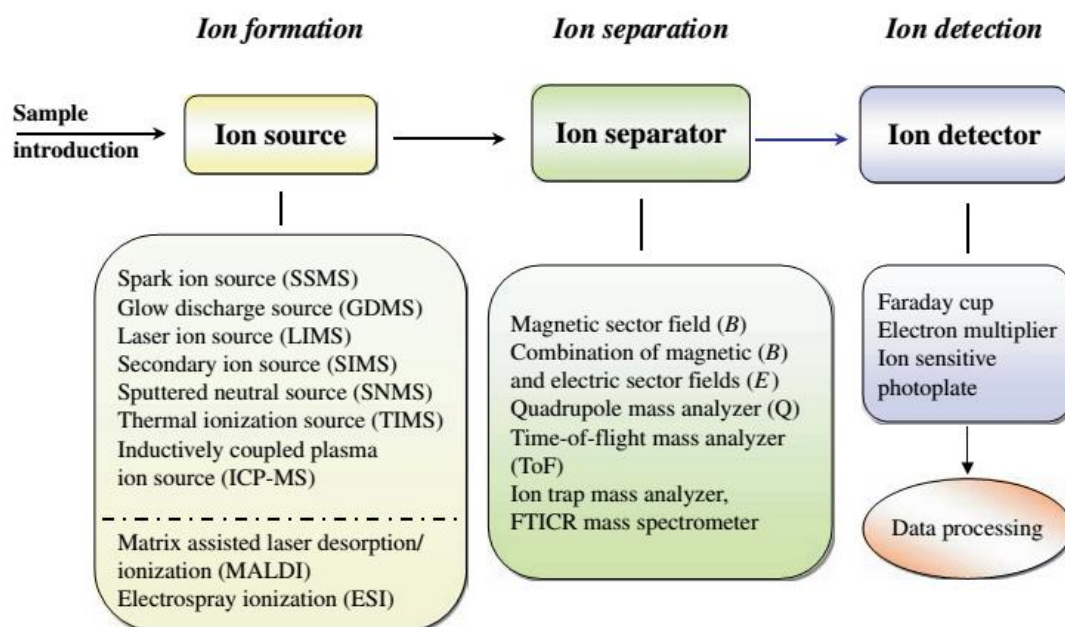 Ion formation
Ion separation
Ion detection
Sample
introduction
Ion source
Ion separator
Ion detector
Spark ion source (SSMS)
Glow discharge source (GDMS)
Laser ion source (LIMS)
Secondary ion source (SIMS)
Sputtered neutral source (SNMS)
Thermal ionization source (TIMS)
Inductively coupled plasma
ion source (ICP-MS)
Matrix assisted laser desorption/
ionization (MALDI)
Electrospray ionization (ESI)
Magnetic sector field (B)
Combination of magnetic (B)
and electric sector fields (E)
Quadrupole mass analyzer (Q)
Time-of-flight mass analyzer
(ToF)
Ion trap mass analyzer,
FTICR mass spectrometer
Faraday cup
Electron multiplier
Ion sensitive
photoplate
Data processing